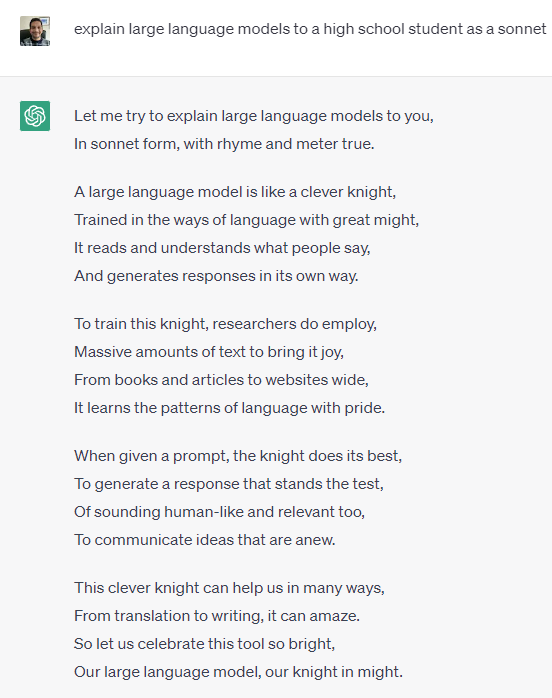 explain large language models to a high school student as a sonnet
Let me try to explain large language models to you,
In sonnet form, with rhyme and meter true.
A large language model is like a clever knight,
Trained in the ways of language with great might,
It reads and understands what people say,
And generates responses in its own way.
To train this knight, researchers do employ,
Massive amounts of text to bring it joy,
From books and articles to websites wide,
It learns the patterns of language with pride.
When given a prompt, the knight does its best,
To generate a response that stands the test,
Of sounding human-like and relevant too,
To communicate ideas that are anew.
This clever knight can help us in many ways,
From translation to writing, it can amaze.
So let us celebrate this tool so bright,
Our large language model, our knight in might.